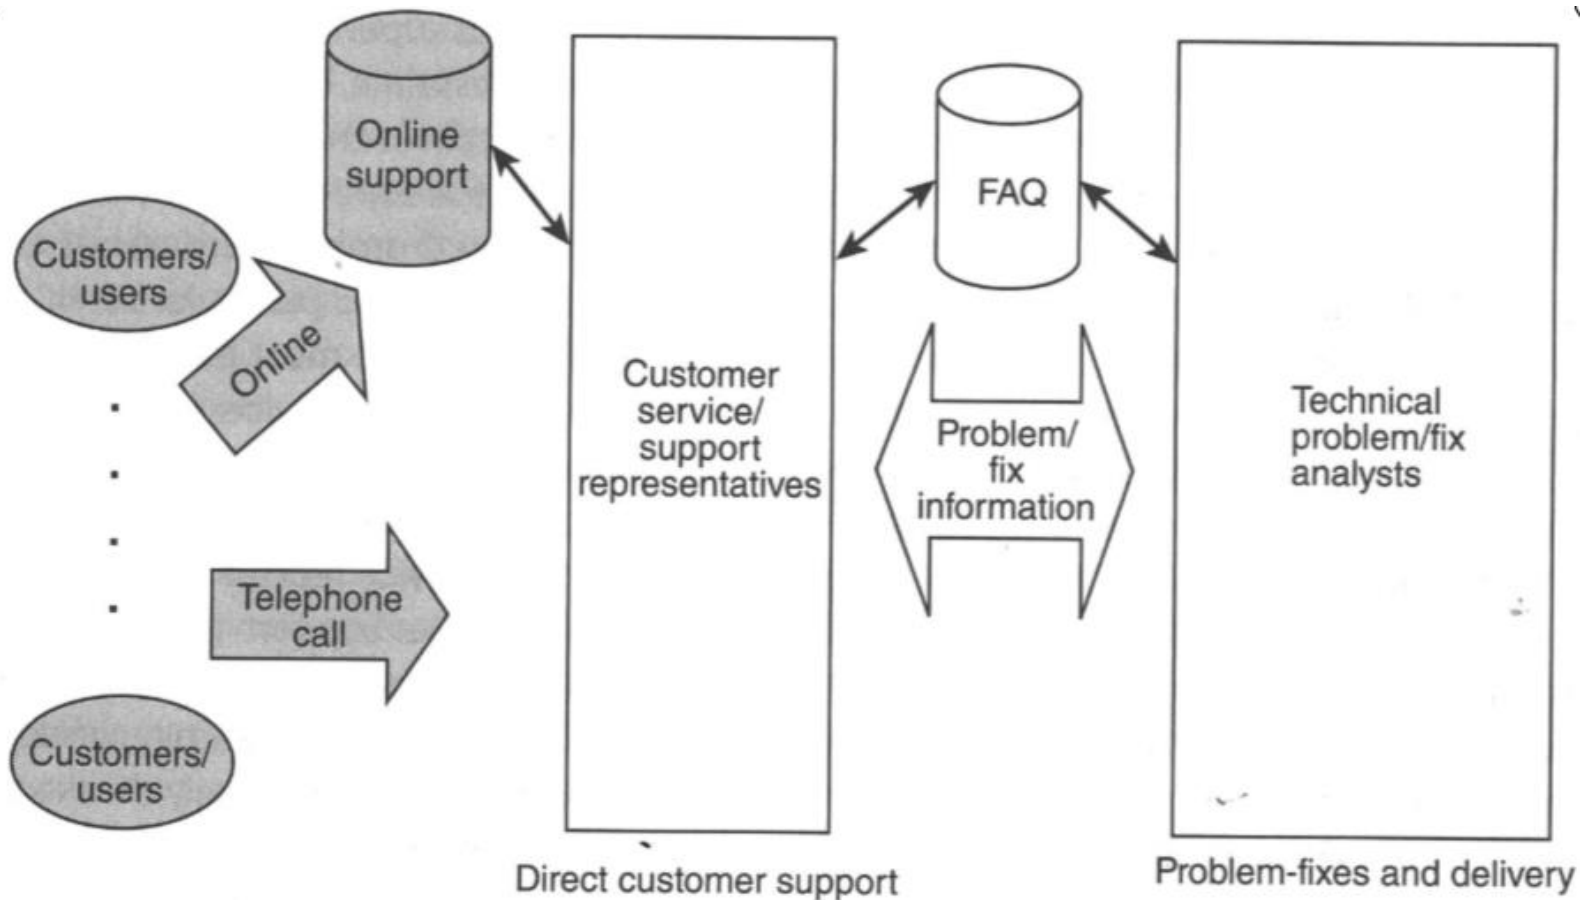 Online
support
FAQ
Customers/
users
Online
Customer
service/
support
representatives
Problem/
fix
information
Technical
problem/fix
analysts
Telephone
call
Customers/
users
Direct customer support
Problem-fixes and delivery